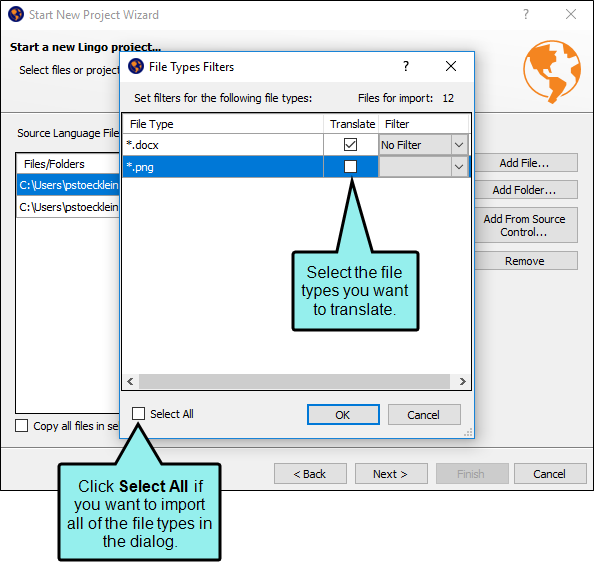 Start New Project Wizard
?
Start a new Lingo project...
Select files or project
File Types Filters
?
Set filters for the following file types:
Files for import: 12
File Type
Translate
Filter
*.docx
No Filter
*.png
Source Language File
Files/Folders
C:\Users\pstoecklein
C:\Users\pstoecklein
Add File...
Add Folder...
Add From Source
Control...
Remove
Select the file
types you want
to translate.
Select All
OK
Cancel
Copy all files in se
< Back
Next >
Finish
Cancel
Click Select All if
you want to import
all of the file types in
the dialog.